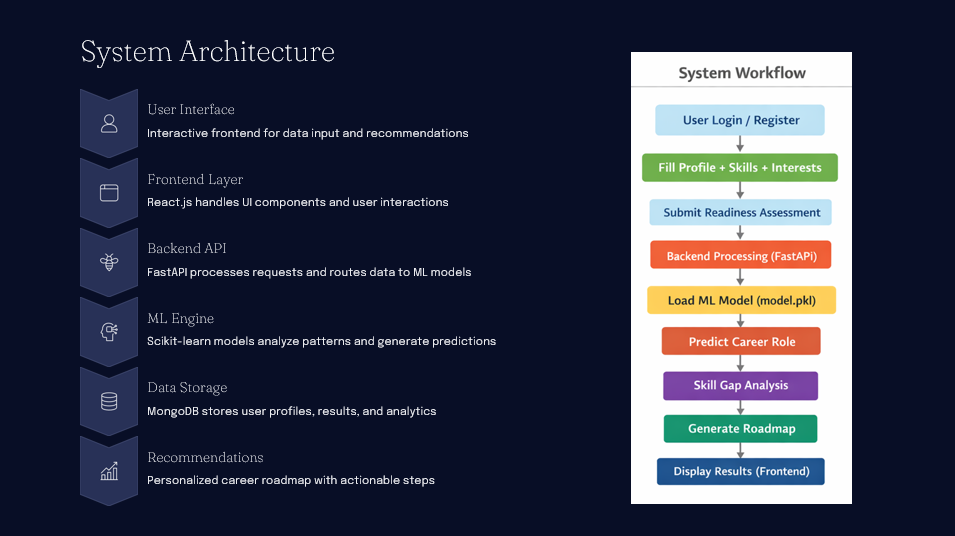 System Architecture
User Interface
Interactive frontend for data input and recommendations
Frontend Layer
React.js handles UI components and user interactions
Backend API
FastAPI processes requests and routes data to ML models
ML Engine
Scikit-learn models analyze patterns and generate predictions
Data Storage
MongoDB stores user profiles, results, and analytics
Recommendations
Personalized career roadmap with actionable steps
System Workflow
User Login / Register
Fill Profile + Skills + Interests
Submit Readiness Assessment
Backend Processing (FastAPI)
Load ML Model (model.pkl)
Predict Career Role
Skill Gap Analysis
Generate Roadmap
Display Results (Frontend)